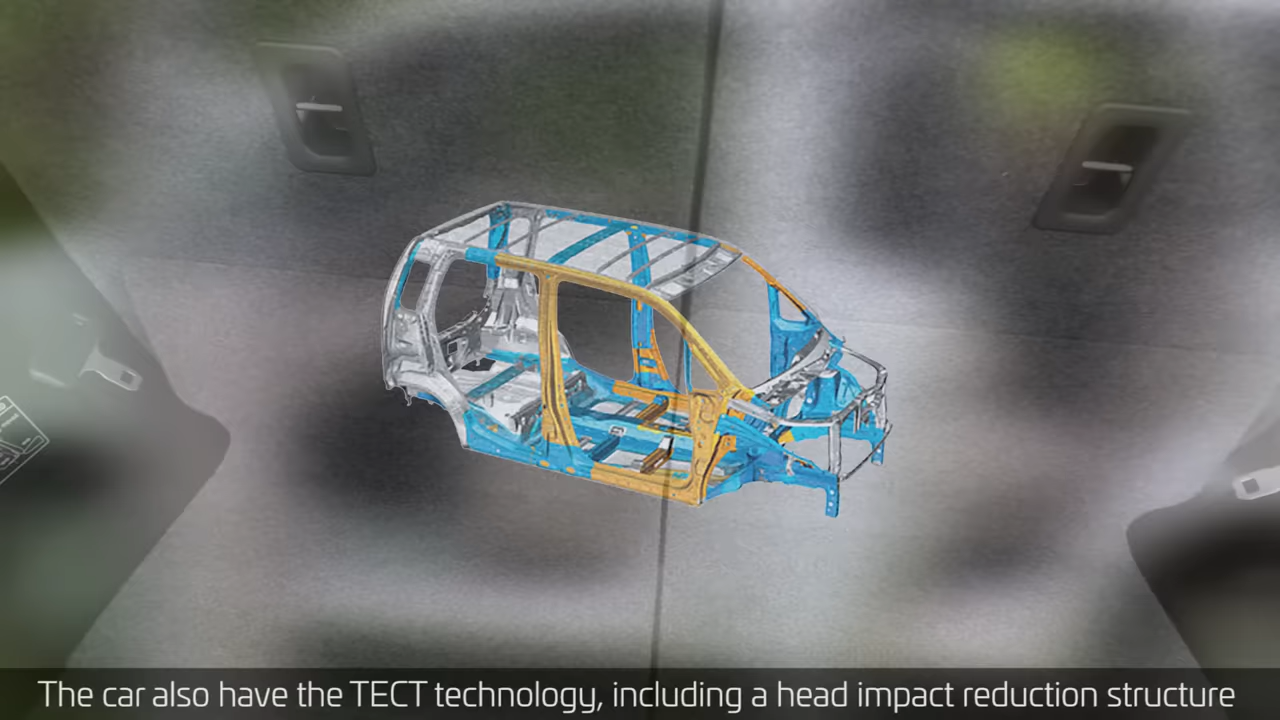 The car also have the TECT technology, including a head impact reduction structure